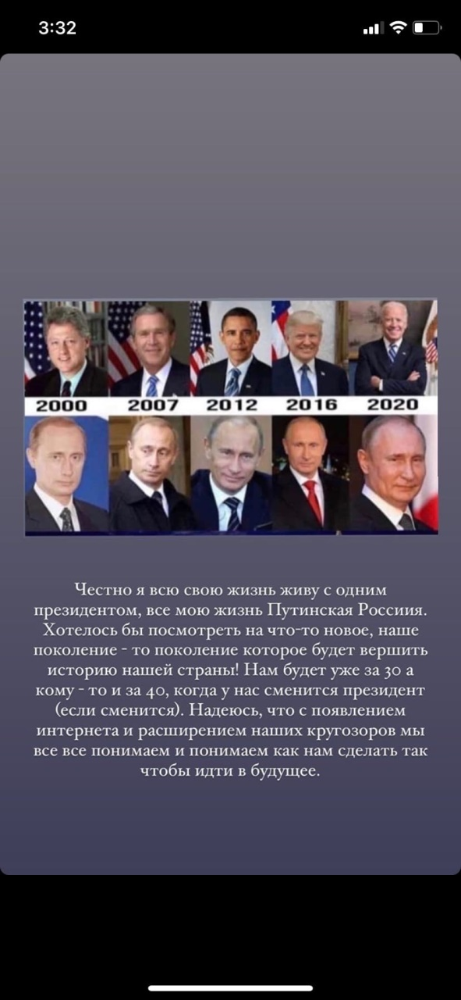 3:32
2000 2007 2012 2016 2020
Честно я всю свою жизнь живу с одним
президентом, все мою жизнь Путинская Россиия.
Хотелось бы посмотреть на что-то новое, наше
поколение - то поколение которое будет вершить
историю нашей страны! Нам будет уже за 30 а
кому - то и за 40, когда у нас сменится президент
(если сменится). Надеюсь, что с появлением
интернета и расширением наших кругозоров мы
все все понимаем и понимаем как нам сделать так
чтобы идти в будущее.